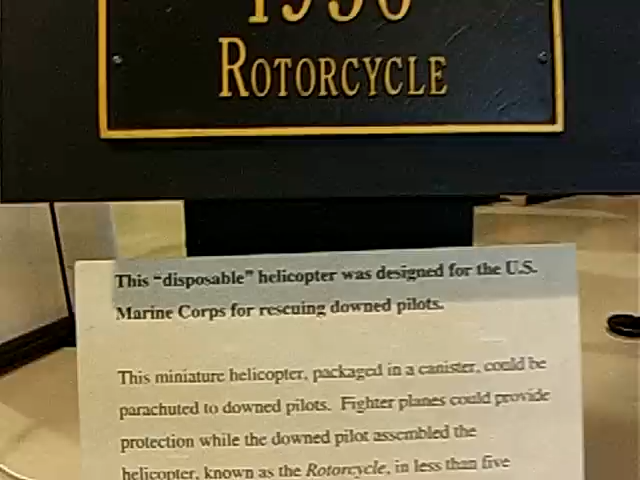 1956
ROTORCYCLE
This "disposable" helicopter was designed for the U.S.
Marine Corps for rescuing downed pilots.
This miniature helicopter, packaged in a canister, could be
parachuted to downed pilots. Fighter planes could provide
protection while the downed pilot assembled the
helicopter, known as the Rotorcycle, in less than five